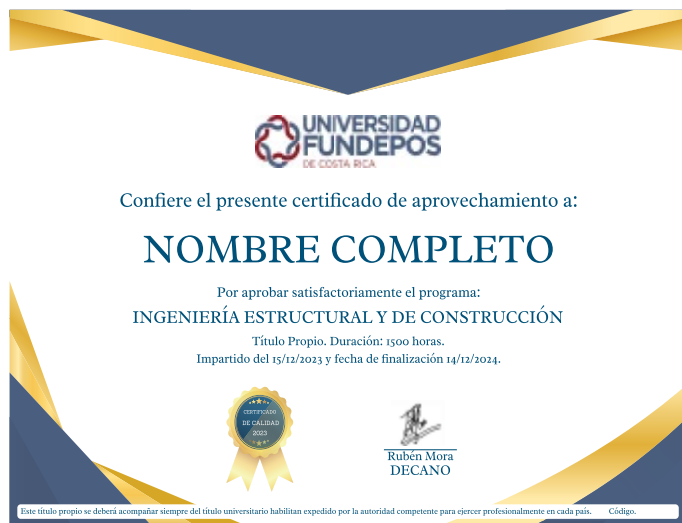 UNIVERSIDAD
FUNDEPOS
DE COSTA RICA
Confiere el presente certificado de aprovechamiento a:
NOMBRE COMPLETO
Por aprobar satisfactoriamente el programa:
INGENIERÍA ESTRUCTURAL Y DE CONSTRUCCIÓN
Título Propio. Duración: 1500 horas.
Impartido del 15/12/2023 y fecha de finalización 14/12/2024.
CERTIFICADO
DE CALIDAD
2023
Rubén Mora
DECANO
Este título propio se deberá acompañar siempre del título universitario habilitan expedido por la autoridad competente para ejercer profesionalmente en cada país. Código.